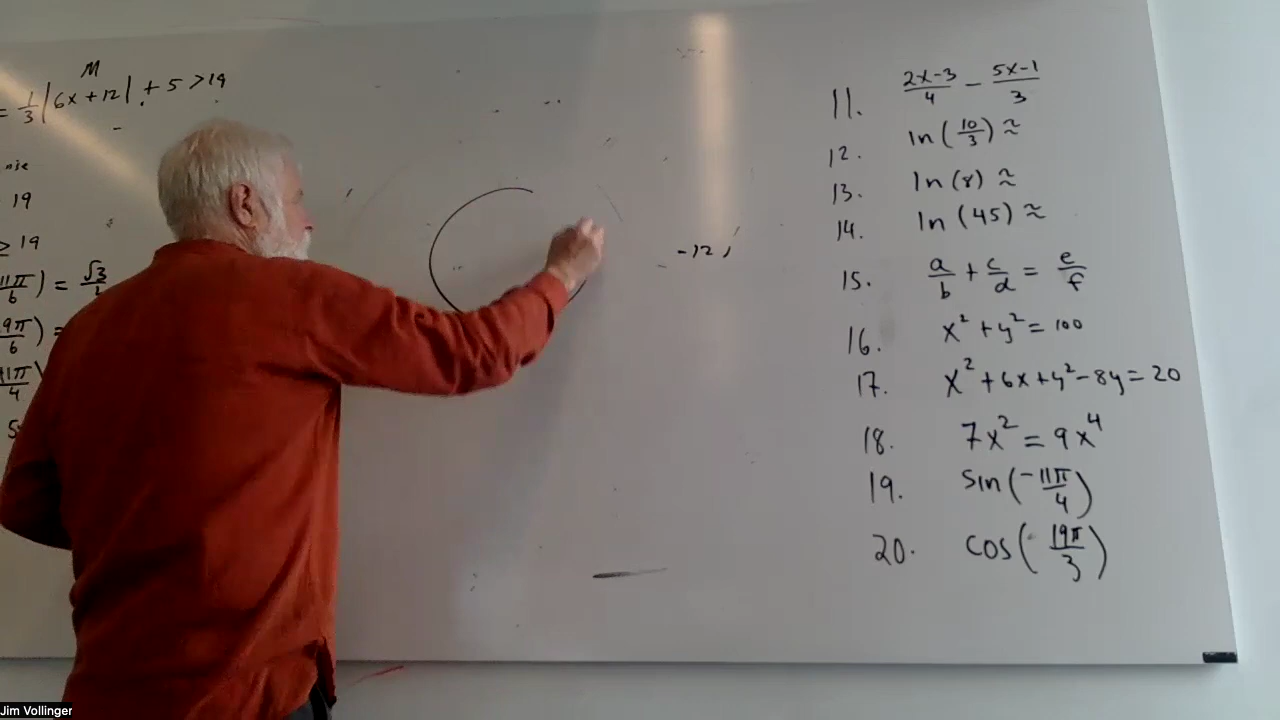 M
= 1/3 |6x+12| + 5 > 19
19
≥ 19
11π/6) = √3/
9π/6) =
11π/4
-12,
11. (2x-3)/4 - (5x-1)/3
12. ln(10/3) ≈
13. ln(8) ≈
14. ln(45) ≈
15. a/b + c/d = e/f
16. x² + y² = 100
17. x² + 6x + y² - 8y = 20
18. 7x² = 9x⁴
19. sin(-11π/4)
20. cos(19π/3)
Jim Vollinger